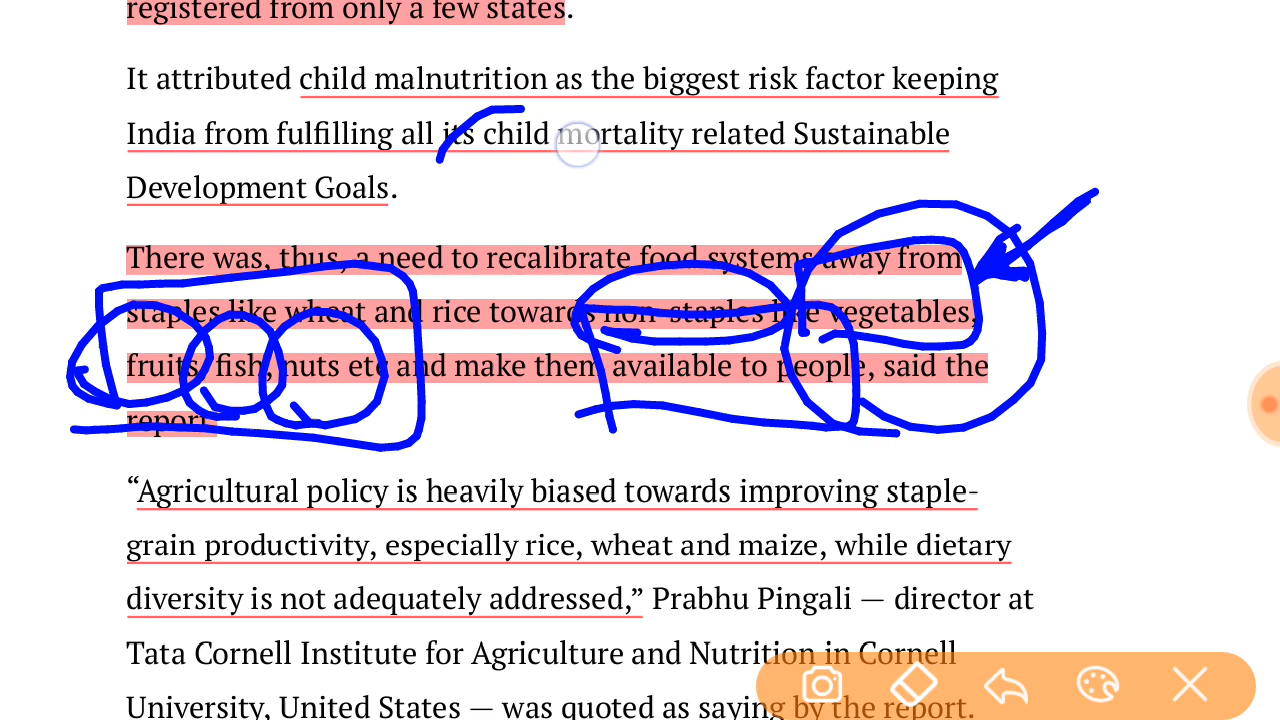 registered from only a few states.
It attributed child malnutrition as the biggest risk factor keeping
India from fulfilling all its child mortality related Sustainable
Development Goals.
There was, thus, a need to recalibrate food systems away from
staples like wheat and rice towards non-staples like vegetables,
fruits, fish, nuts etc and make them available to people, said the
report.
“Agricultural policy is heavily biased towards improving staple-
grain productivity, especially rice, wheat and maize, while dietary
diversity is not adequately addressed,” Prabhu Pingali — director at
Tata Cornell Institute for Agriculture and Nutrition in Cornell
University, United States — was quoted as saying by the report.